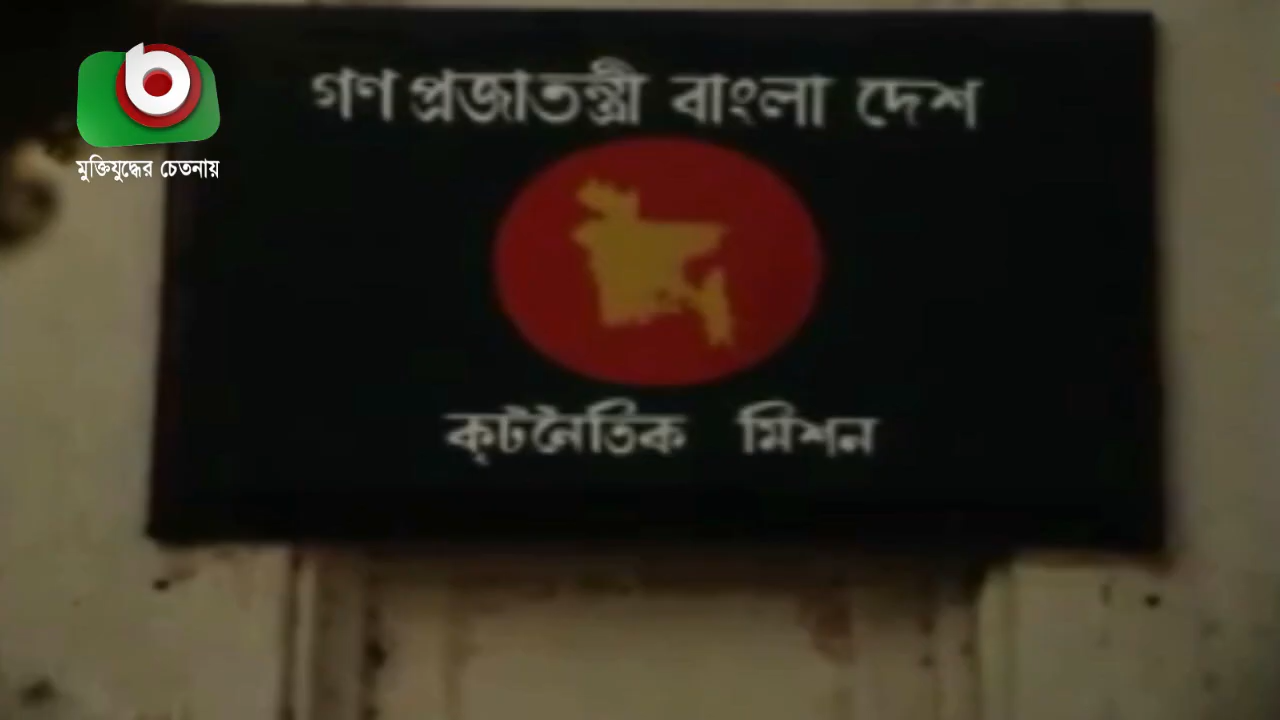 গণ প্রজাতন্ত্রী বাংলা দেশ
মুক্তিযুদ্ধের চেতনায়
কূটনৈতিক মিশন